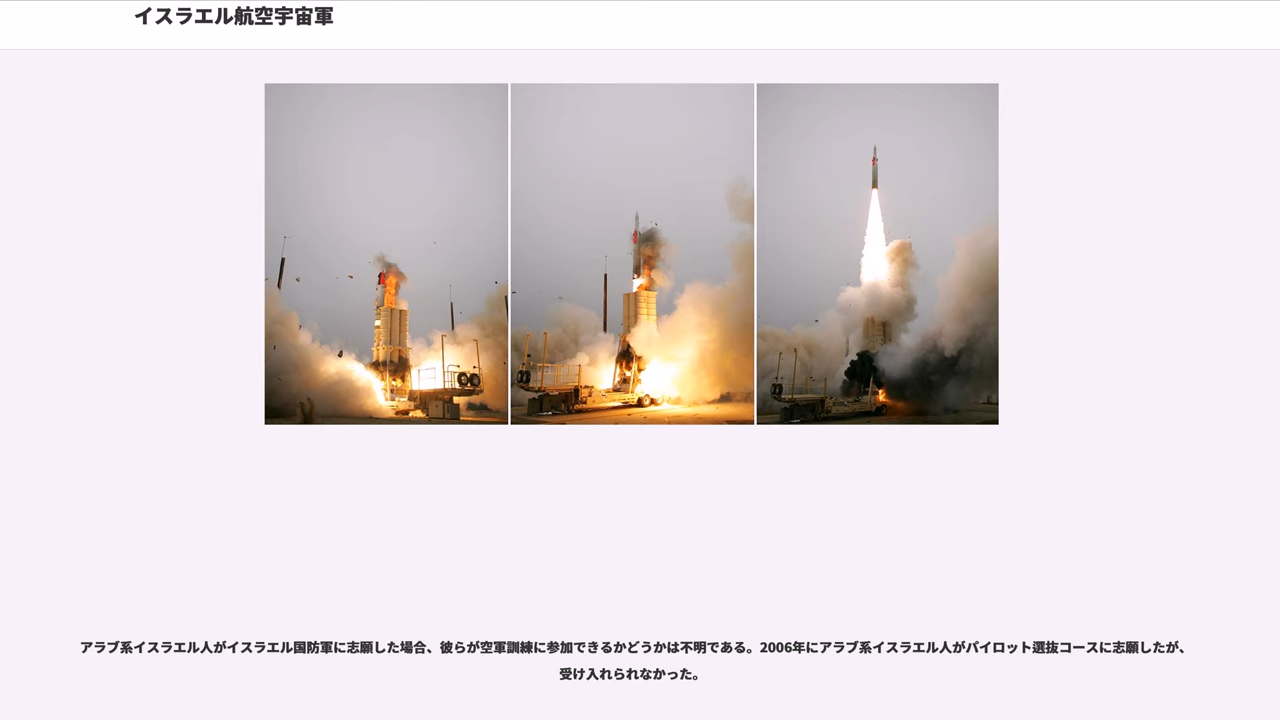 イスラエル航空宇宙軍
アラブ系イスラエル人がイスラエル国防軍に志願した場合、彼らが空軍訓練に参加できるかどうかは不明である。2006年にアラブ系イスラエル人がパイロット選抜コースに志願したが、
受け入れられなかった。